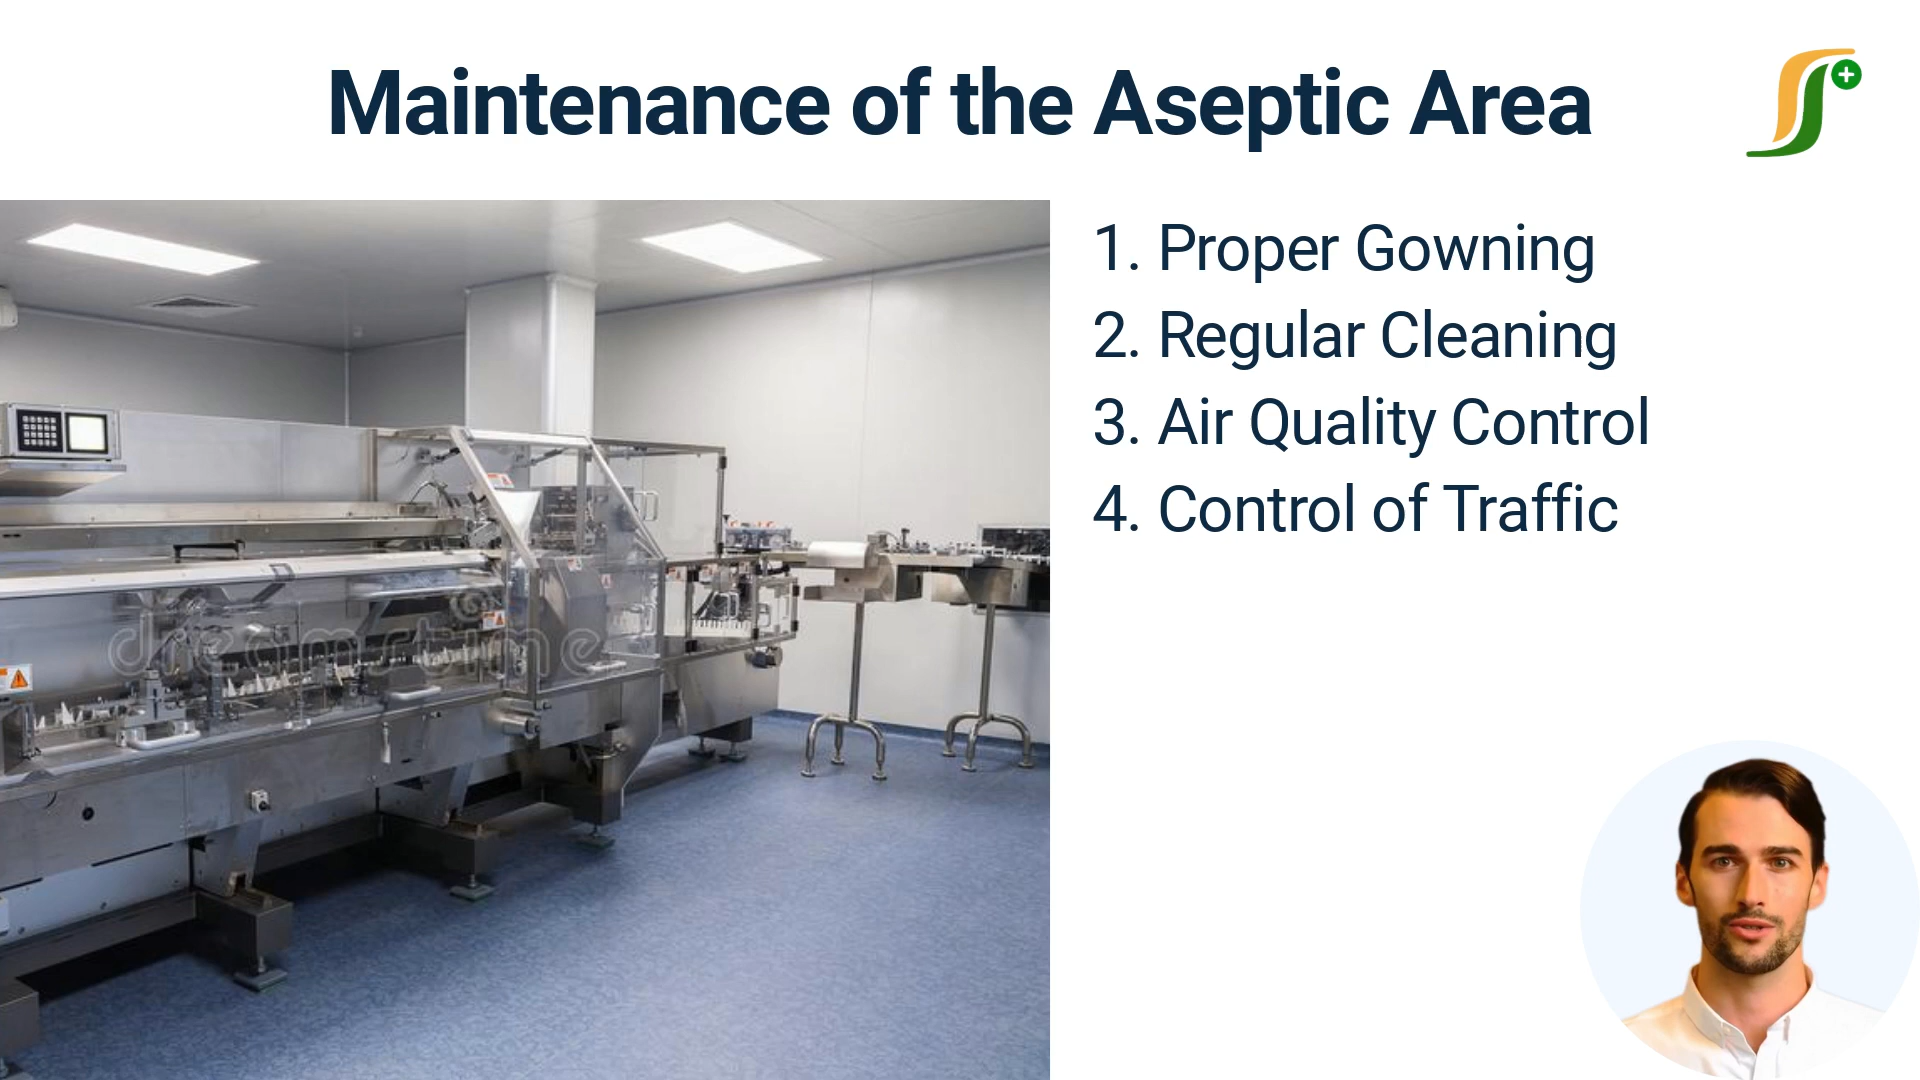 Maintenance of the Aseptic Area
1. Proper Gowning
2. Regular Cleaning
3. Air Quality Control
4. Control of Traffic
dreamstime